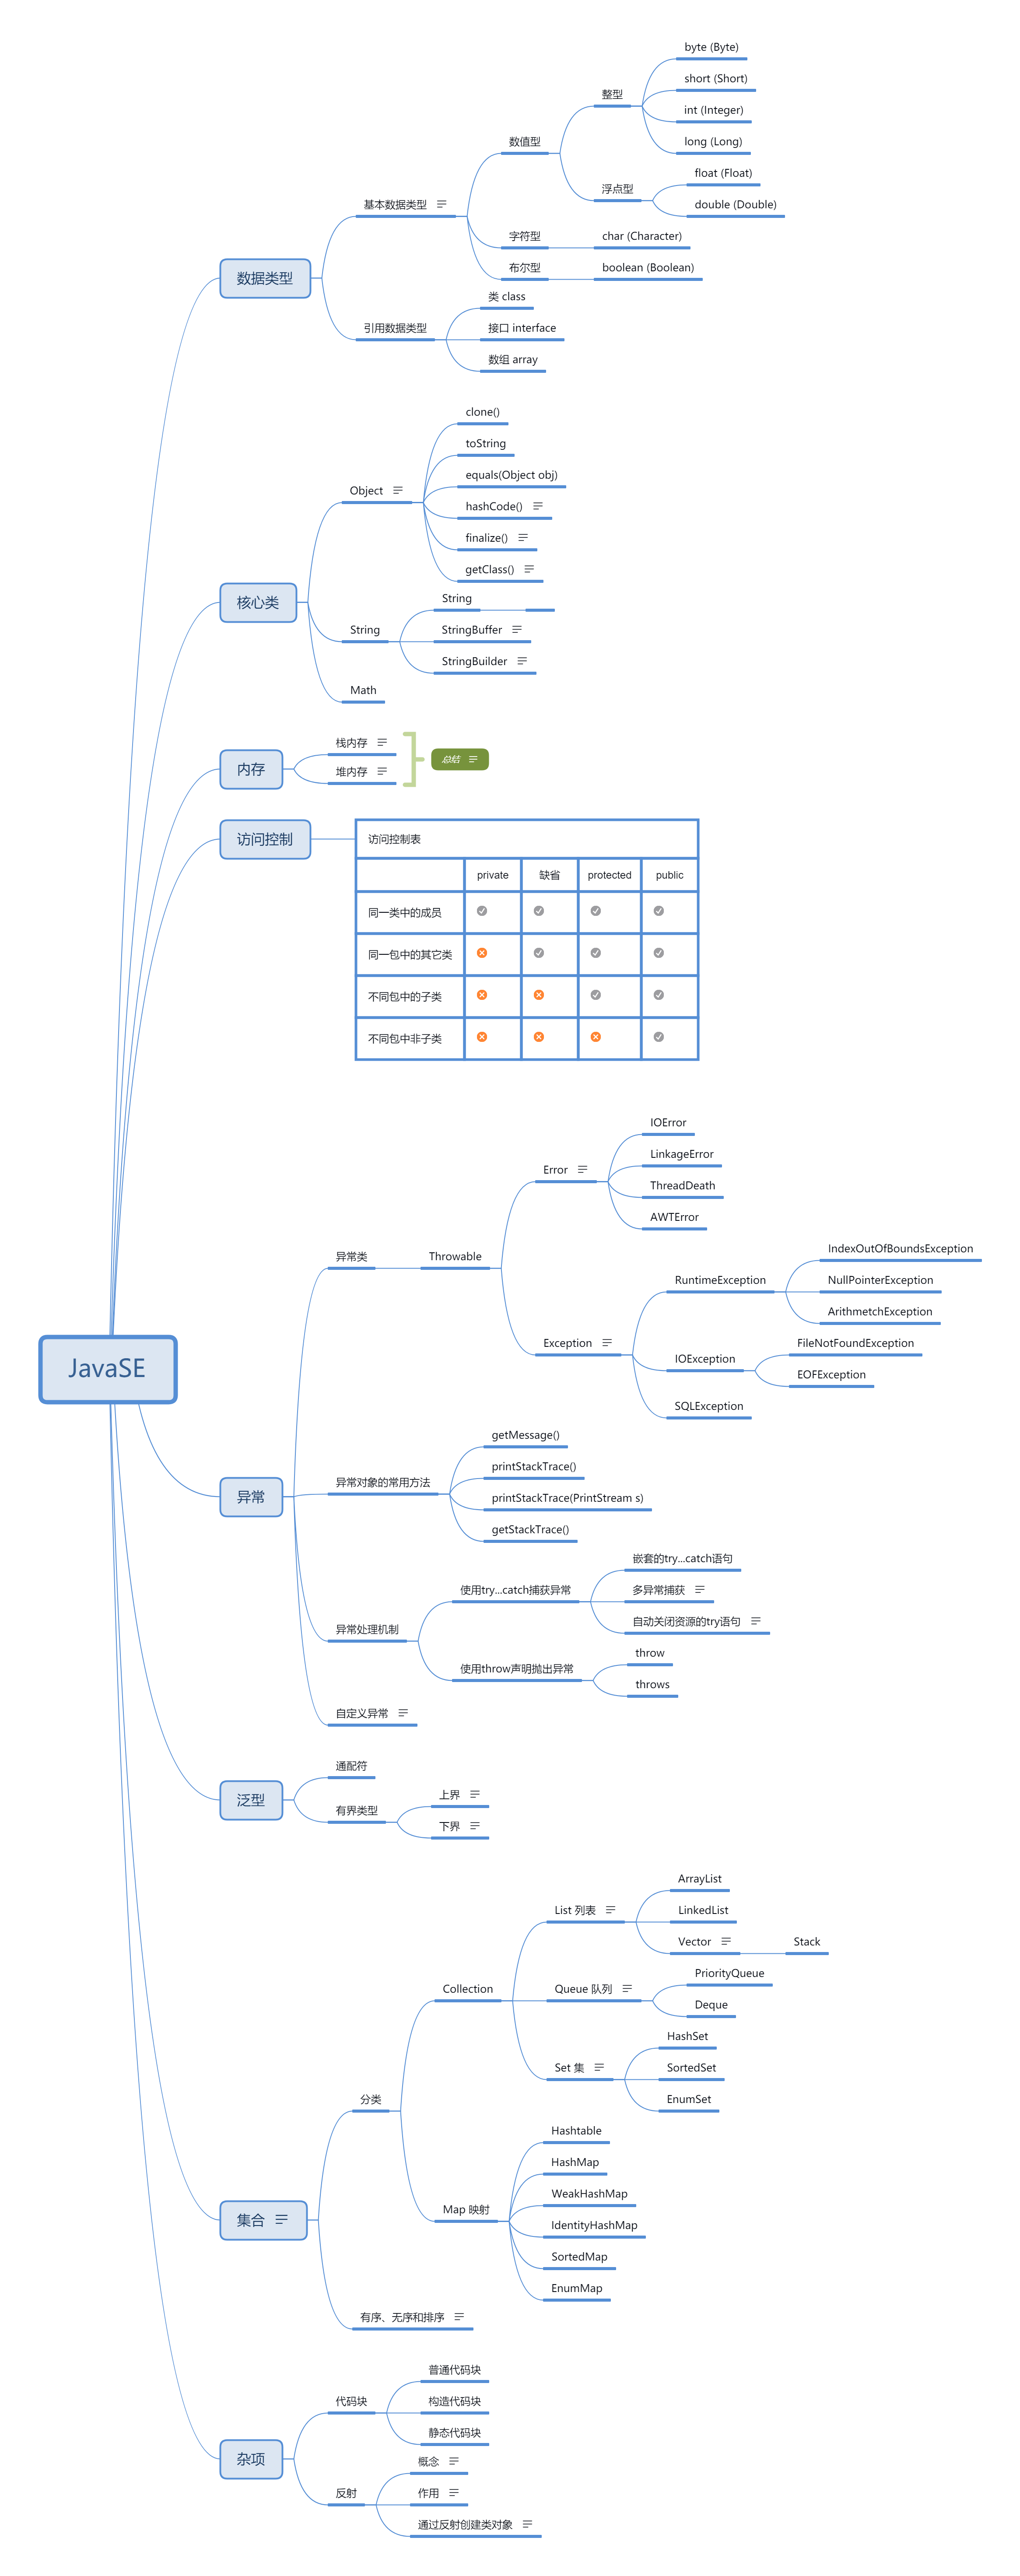 JavaSE
数据类型
基本数据类型
数值型
整型
byte (Byte)
short (Short)
int (Integer)
long (Long)
浮点型
float (Float)
double (Double)
字符型
char (Character)
布尔型
boolean (Boolean)
引用数据类型
类 class
接口 interface
数组 array
核心类
Object
clone()
toString
equals(Object obj)
hashCode()
finalize()
getClass()
String
String
StringBuffer
StringBuilder
Math
内存
栈内存
堆内存
总结
访问控制
访问控制表
private 缺省 protected public
同一类中的成员
同一包中的其它类
不同包中的子类
不同包中非子类
异常
异常类
Throwable
Error
IOError
LinkageError
ThreadDeath
AWTError
Exception
RuntimeException
IndexOutOfBoundsException
NullPointerException
ArithmetchException
IOException
FileNotFoundException
EOFException
SQLException
异常对象的常用方法
getMessage()
printStackTrace()
printStackTrace(PrintStream s)
getStackTrace()
异常处理机制
使用try...catch捕获异常
嵌套的try...catch语句
多异常捕获
自动关闭资源的try语句
使用throw声明抛出异常
throw
throws
自定义异常
泛型
通配符
有界类型
上界
下界
集合
分类
Collection
List 列表
ArrayList
LinkedList
Vector
Stack
Queue 队列
PriorityQueue
Deque
Set 集
HashSet
SortedSet
EnumSet
Map 映射
Hashtable
HashMap
WeakHashMap
IdentityHashMap
SortedMap
EnumMap
有序、无序和排序
杂项
代码块
普通代码块
构造代码块
静态代码块
反射
概念
作用
通过反射创建类对象